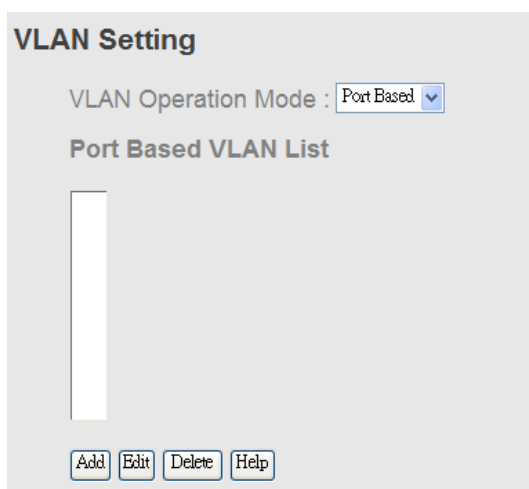 VLAN Setting
VLAN Operation Mode : Port Based
Port Based VLAN List
Add Edit Delete Help